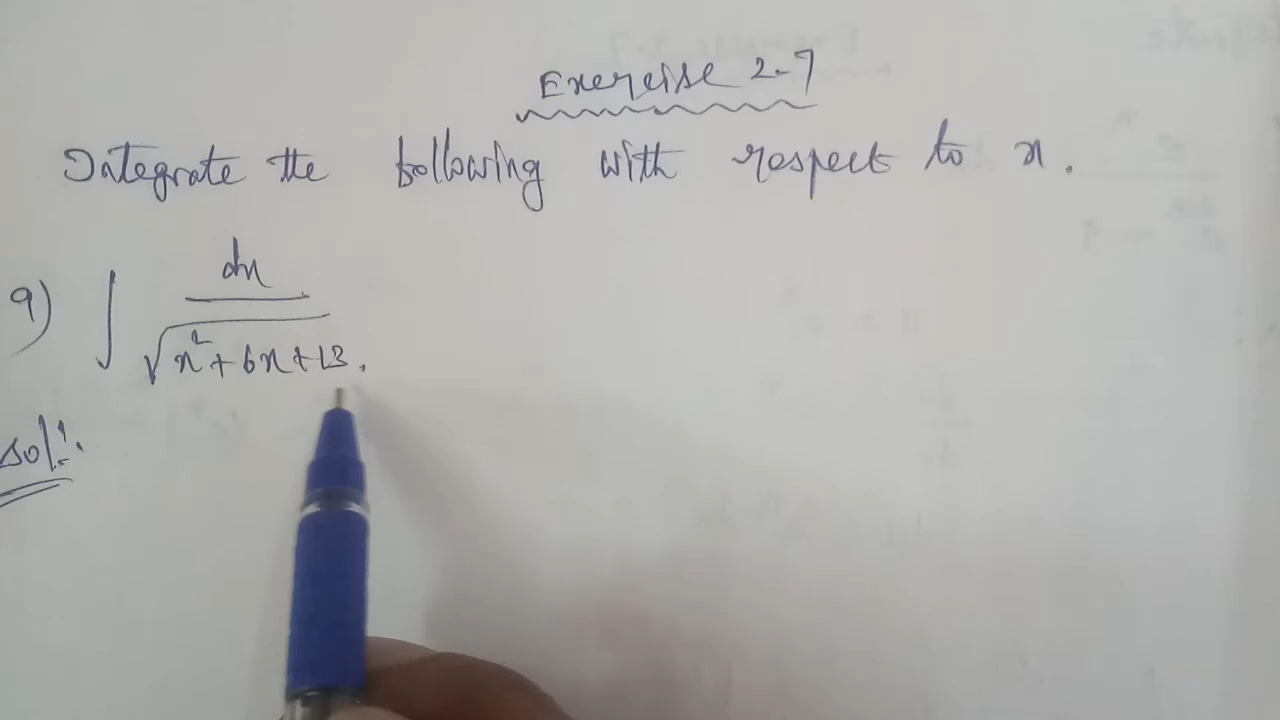 Exercise 2.7
Integrate the following with respect to x.
9) ∫ dx / √x² + 6x + 13.
Sol: